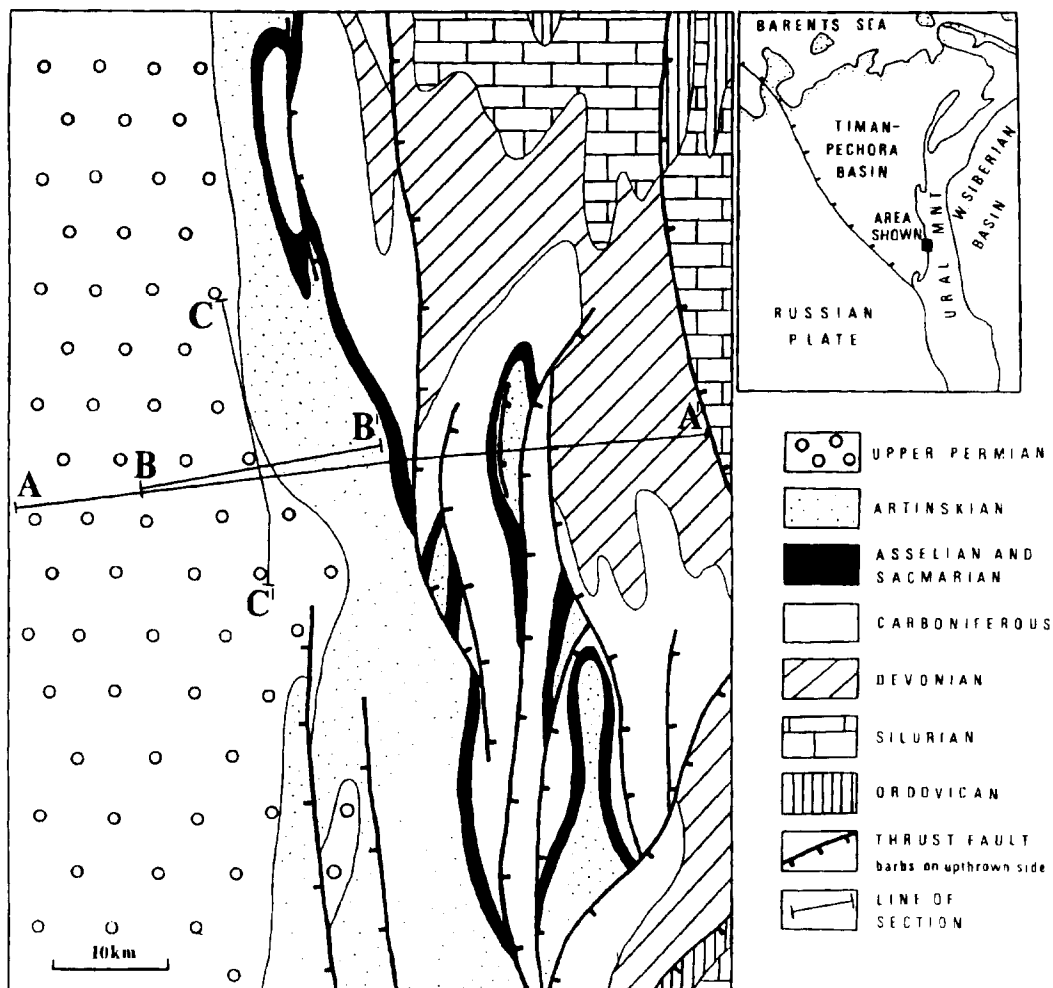 BARENTS SEA
TIMAN-
PECHORA
BASIN
AREA
SHOWN
URAL MNT
W SIBERIAN
BASIN
RUSSIAN
PLATE
C
B'
A'
B
A
C'
10km
UPPER PERMIAN
ARTINSKIAN
ASSELIAN AND
SACMARIAN
CARBONIFEROUS
DEVONIAN
SILURIAN
ORDOVICAN
THRUST FAULT
barbs on upthrown side
LINE OF
SECTION